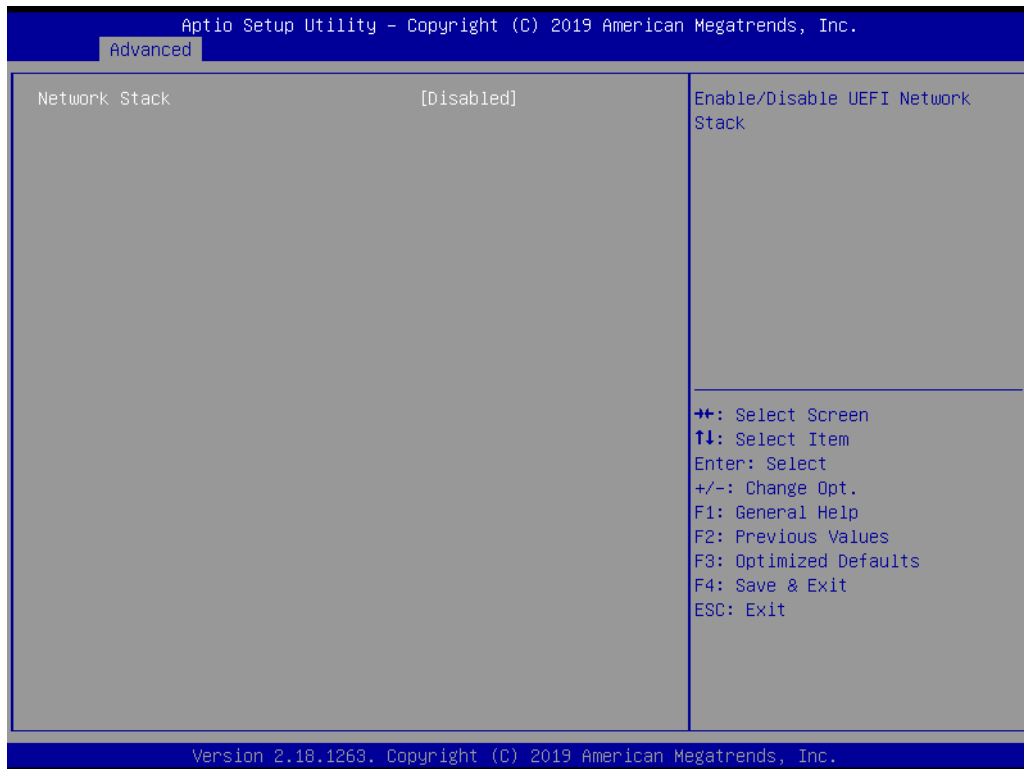 Aptio Setup Utility – Copyright (C) 2019 American Megatrends, Inc.
Advanced
Network Stack [Disabled]
Enable/Disable UEFI Network
Stack
→←: Select Screen
↑↓: Select Item
Enter: Select
+/-: Change Opt.
F1: General Help
F2: Previous Values
F3: Optimized Defaults
F4: Save & Exit
ESC: Exit
Version 2.18.1263. Copyright (C) 2019 American Megatrends, Inc.